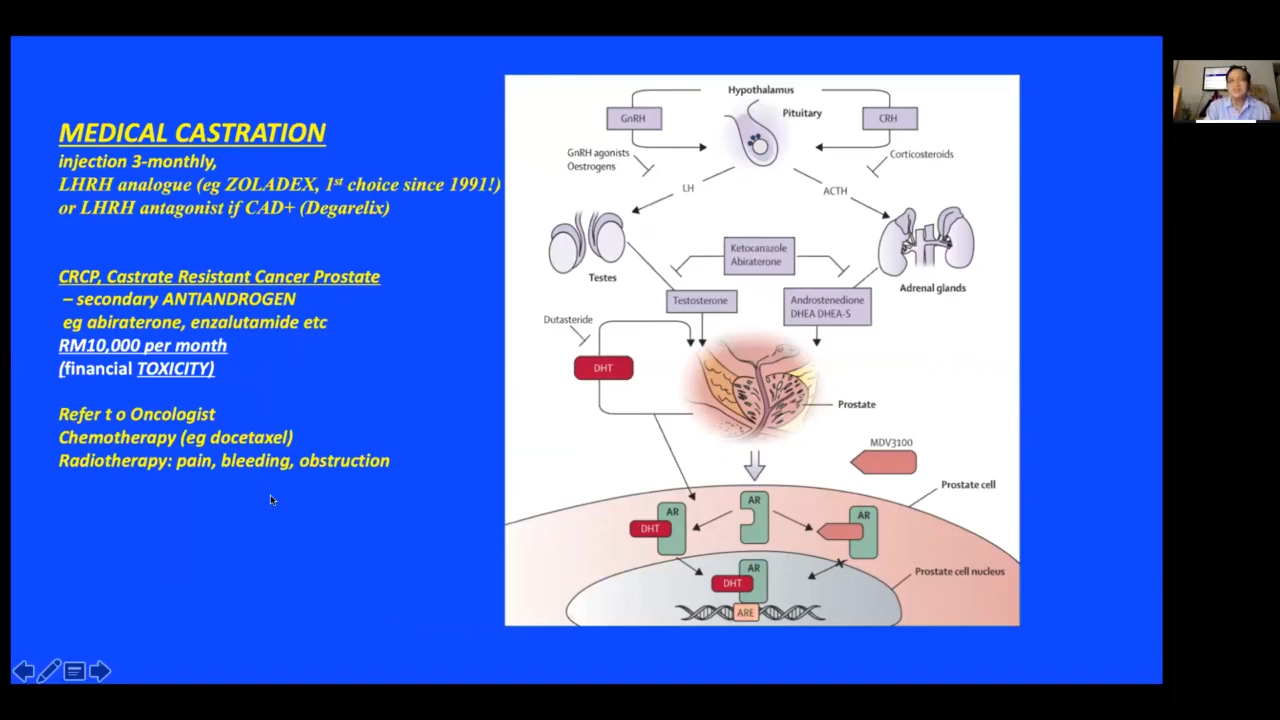 MEDICAL CASTRATION
injection 3-monthly,
LHRH analogue (eg ZOLADEX, 1st choice since 1991!)
or LHRH antagonist if CAD+ (Degarelix)
CRCP, Castrate Resistant Cancer Prostate
– secondary ANTIANDROGEN
eg abiraterone, enzalutamide etc
RM10,000 per month
(financial TOXICITY)
Refer t o Oncologist
Chemotherapy (eg docetaxel)
Radiotherapy: pain, bleeding, obstruction
Hypothalamus
Pituitary
GnRH
CRH
GnRH agonists
Oestrogens
Corticosteroids
LH
ACTH
Ketocanazole
Abiraterone
Testes
Adrenal glands
Testosterone
Androstenedione
DHEA DHEA-S
Dutasteride
DHT
Prostate
MDV3100
Prostate cell
AR
DHT
AR
AR
Prostate cell nucleus
AR
DHT
ARE